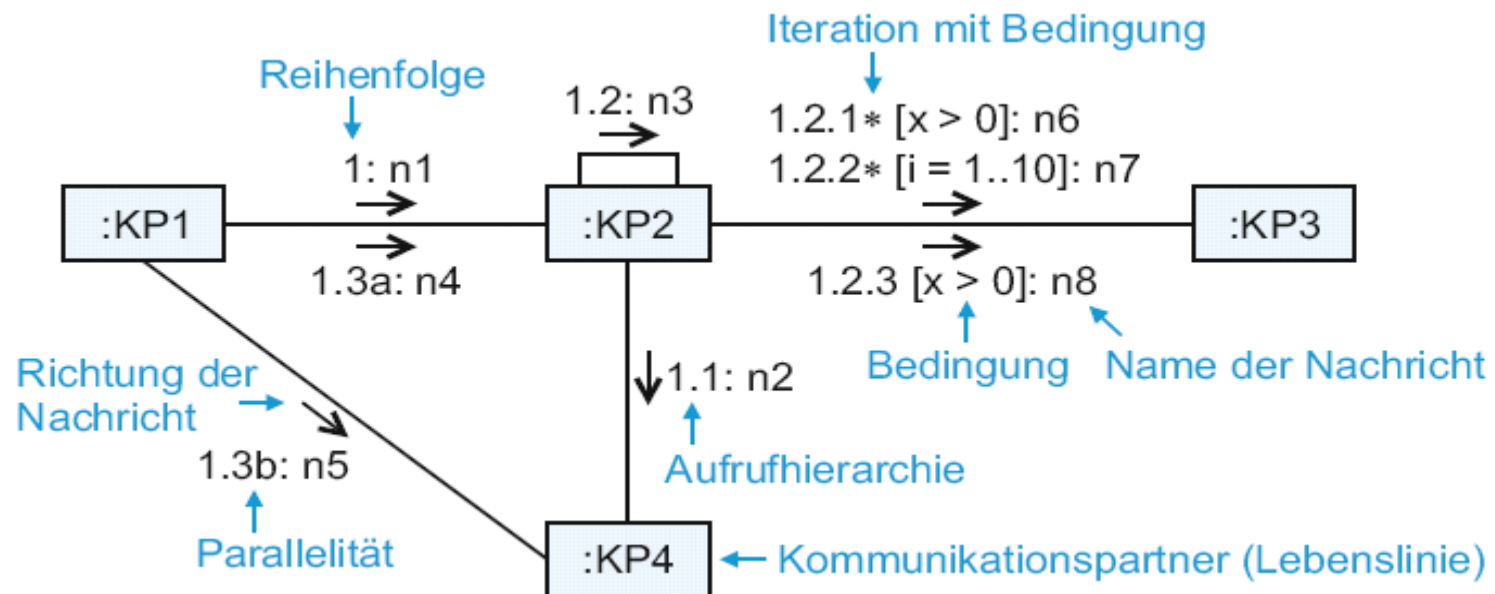 Iteration mit Bedingung
Reihenfolge
1.2: n3
1.2.1* [x > 0]: n6
1: n1
1.2.2* [i = 1..10]: n7
:KP1
:KP2
:KP3
1.3a: n4
1.2.3 [x > 0]: n8
Bedingung
Name der Nachricht
Richtung der
Nachricht
1.1: n2
1.3b: n5
Aufrufhierarchie
Parallelität
:KP4
Kommunikationspartner (Lebenslinie)